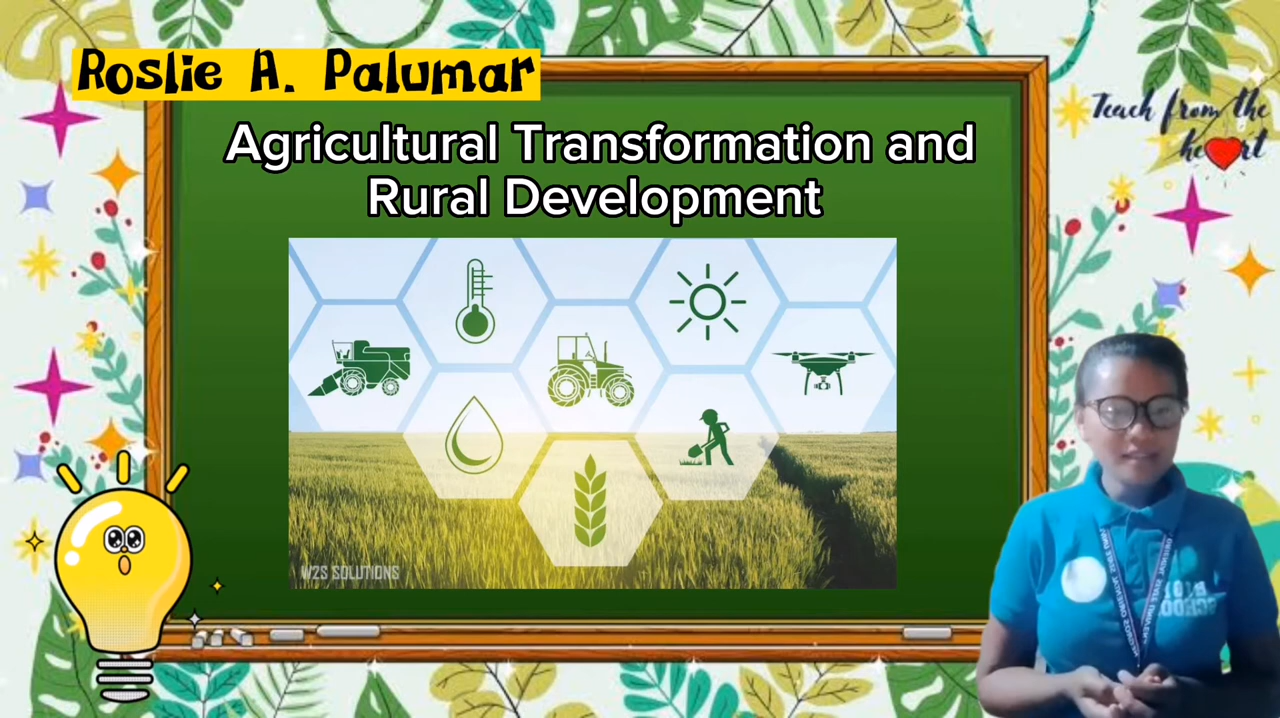 Roslie A. Palumar
Teach from the
heart
Agricultural Transformation and
Rural Development
W2S SOLUTIONS